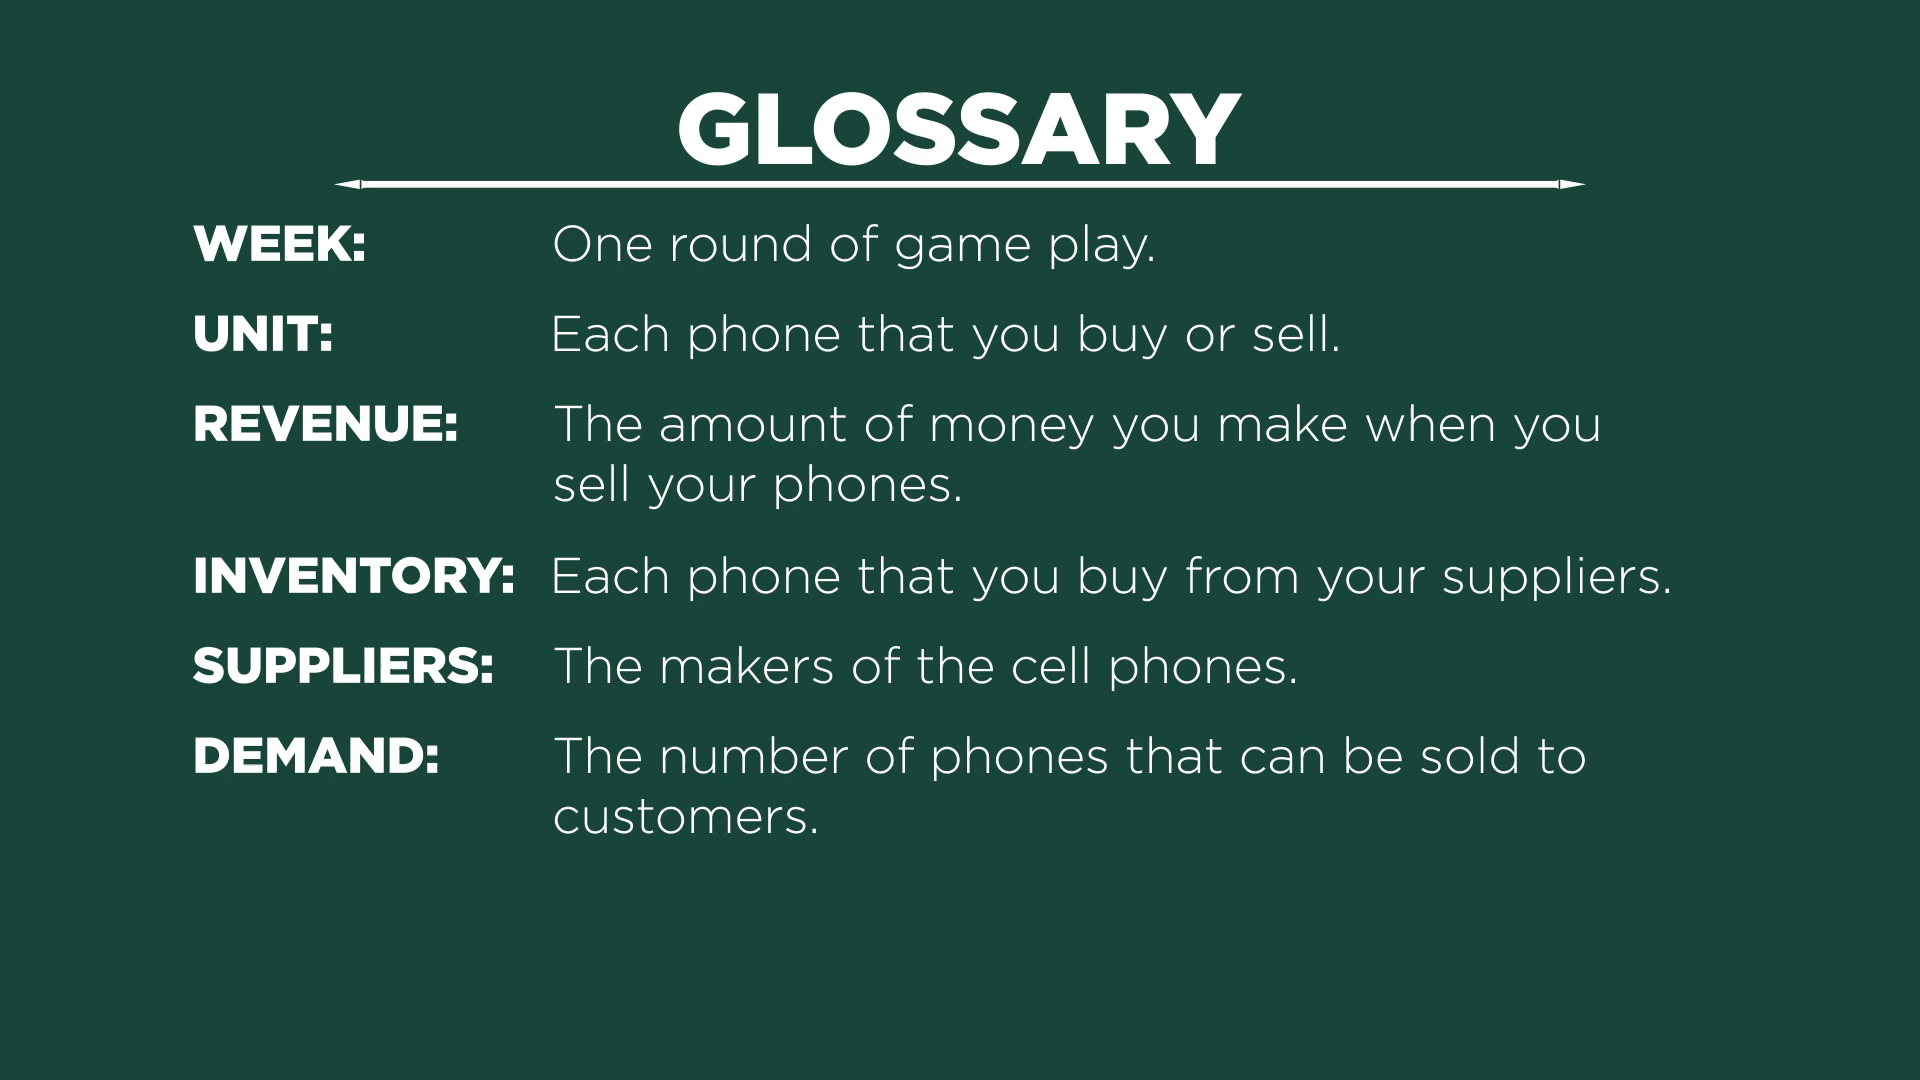 GLOSSARY
WEEK: One round of game play.
UNIT: Each phone that you buy or sell.
REVENUE: The amount of money you make when you
sell your phones.
INVENTORY: Each phone that you buy from your suppliers.
SUPPLIERS: The makers of the cell phones.
DEMAND: The number of phones that can be sold to
customers.